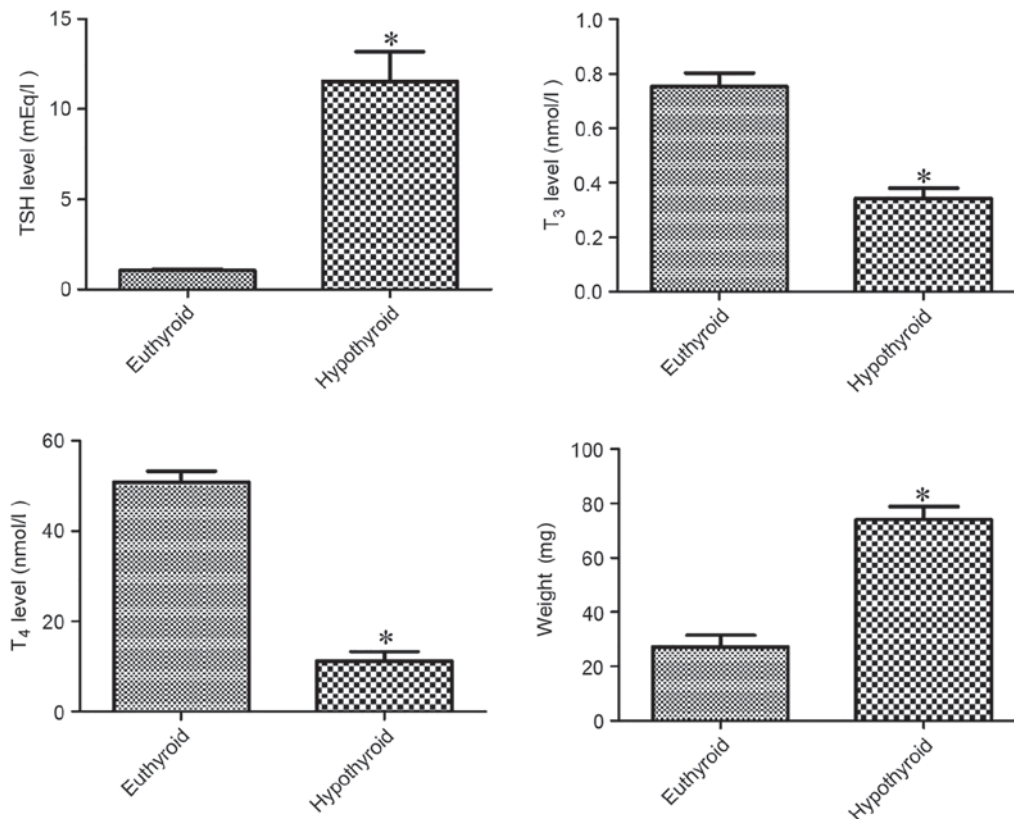 TSH level (mEq/l)
15
10
5
0
*
Euthyroid
Hypothyroid
T3 level (nmol/l)
1.0
0.8
0.6
0.4
0.2
0.0
*
Euthyroid
Hypothyroid
T4 level (nmol/l )
60
40
20
0
*
Euthyroid
Hypothyroid
Weight (mg)
100
80
60
40
20
0
*
Euthyroid
Hypothyroid